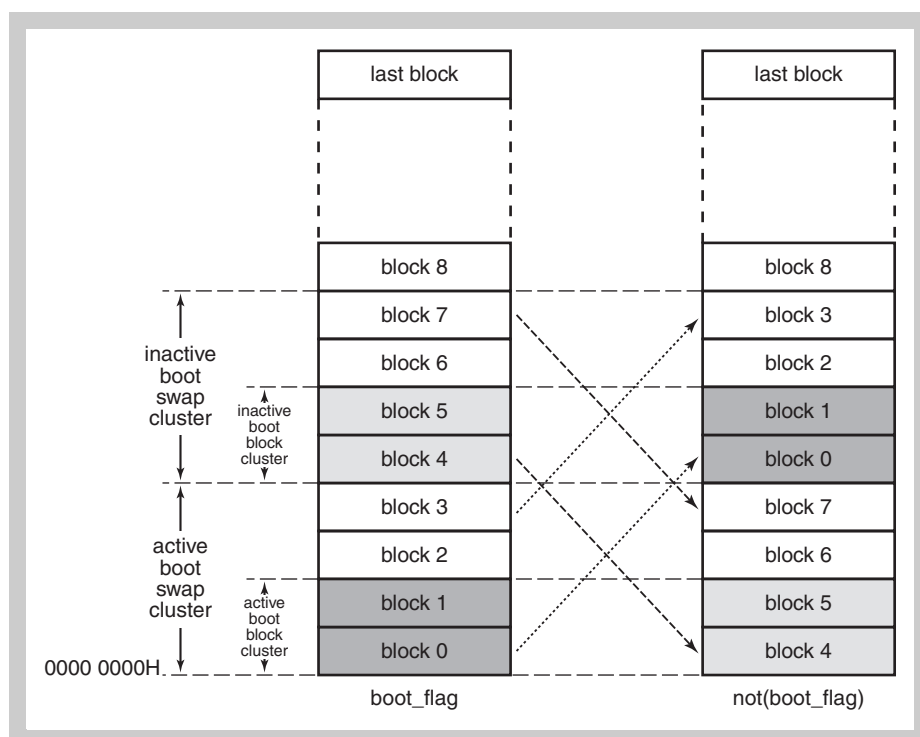 last block
last block
block 8
block 8
block 7
block 3
inactive
boot
swap
cluster
block 6
block 2
inactive
boot
block
cluster
block 5
block 1
block 4
block 0
block 3
block 7
active
boot
swap
cluster
block 2
block 6
active
boot
block
cluster
block 1
block 5
block 0
block 4
0000 0000H
boot_flag
not(boot_flag)